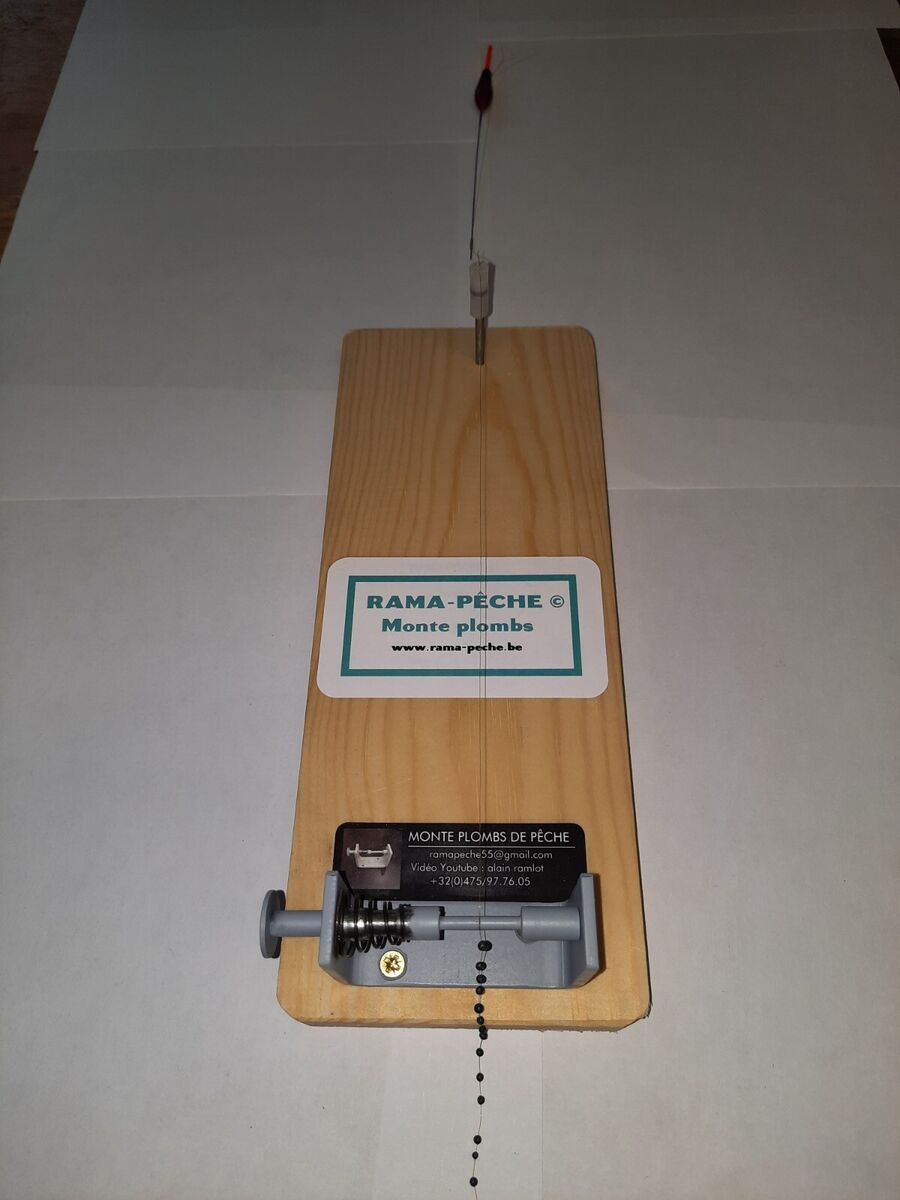 RAMA-PÊCHE ©
Monte plombs
www.rama-peche.be
MONTE PLOMBS DE PÊCHE
ramapeche55@gmail.com
Vidéo Youtube : alain ramlot
+32(0)475/97.76.05